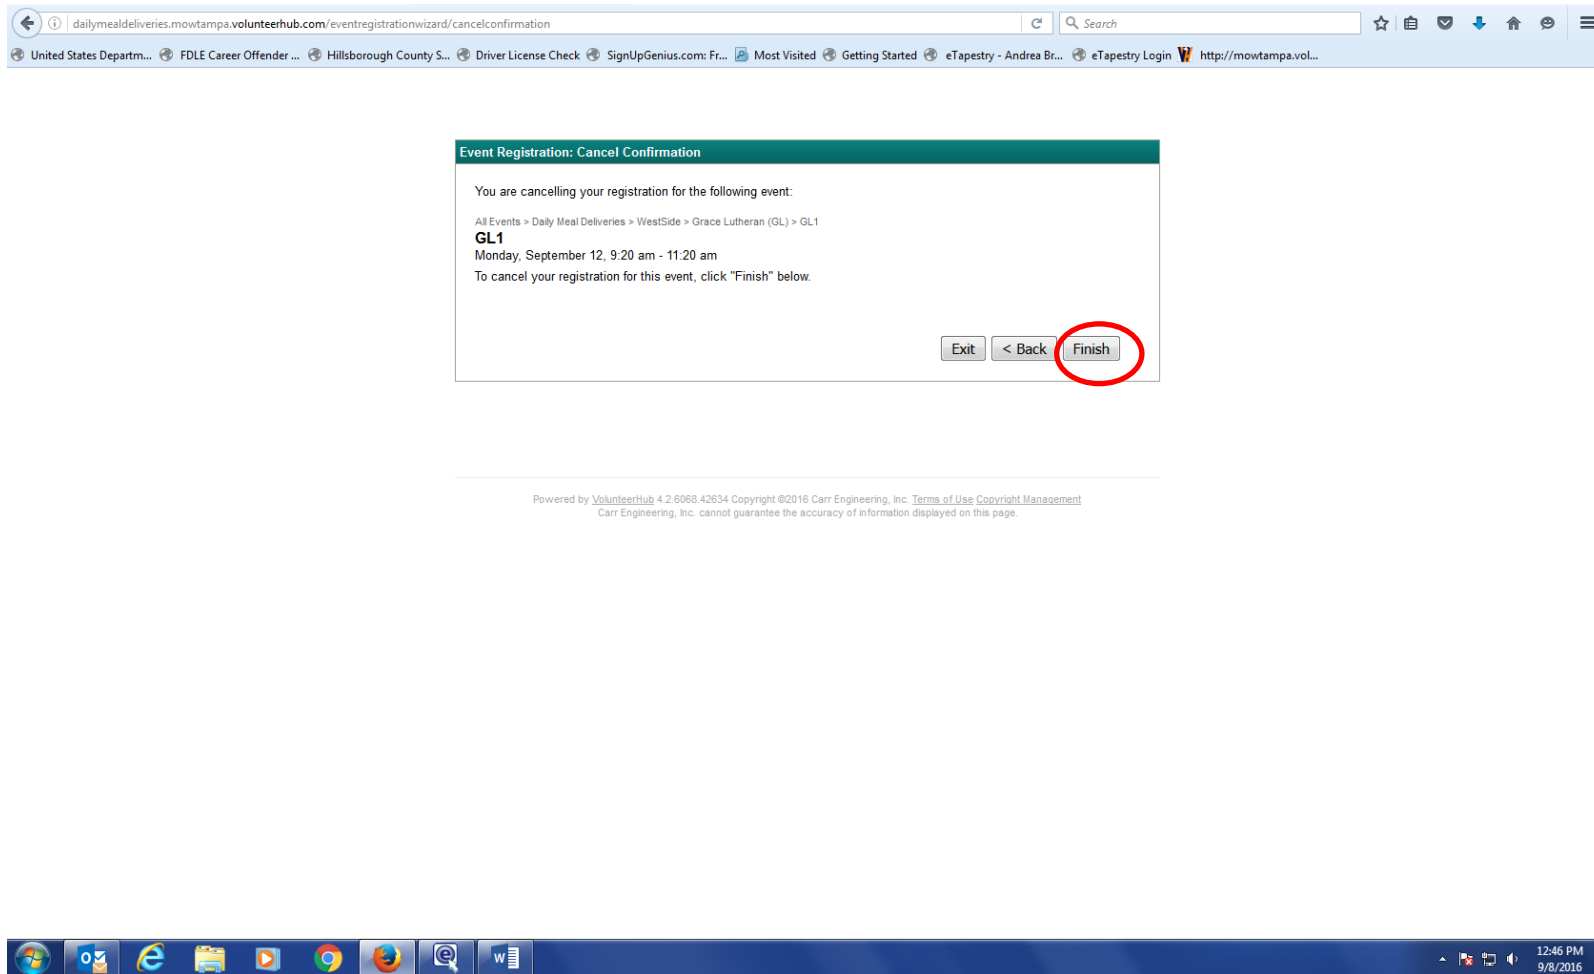 dailymealdeliveries.mowtampa.volunteerhub.com/eventregistrationwizard/cancelconfirmation
Search
United States Departm... FDLE Career Offender ... Hillsborough County S... Driver License Check SignUpGenius.com: Fr... Most Visited Getting Started eTapestry - Andrea Br... eTapestry Login http://mowtampa.vol...
Event Registration: Cancel Confirmation
You are cancelling your registration for the following event:
All Events > Daily Meal Deliveries > WestSide > Grace Lutheran (GL) > GL1
GL1
Monday, September 12, 9:20 am - 11:20 am
To cancel your registration for this event, click "Finish" below.
Exit < Back Finish
Powered by VolunteerHub 4.2.6068.42634 Copyright ©2016 Carr Engineering, Inc. Terms of Use Copyright Management
Carr Engineering, Inc. cannot guarantee the accuracy of information displayed on this page.
12:46 PM
9/8/2016